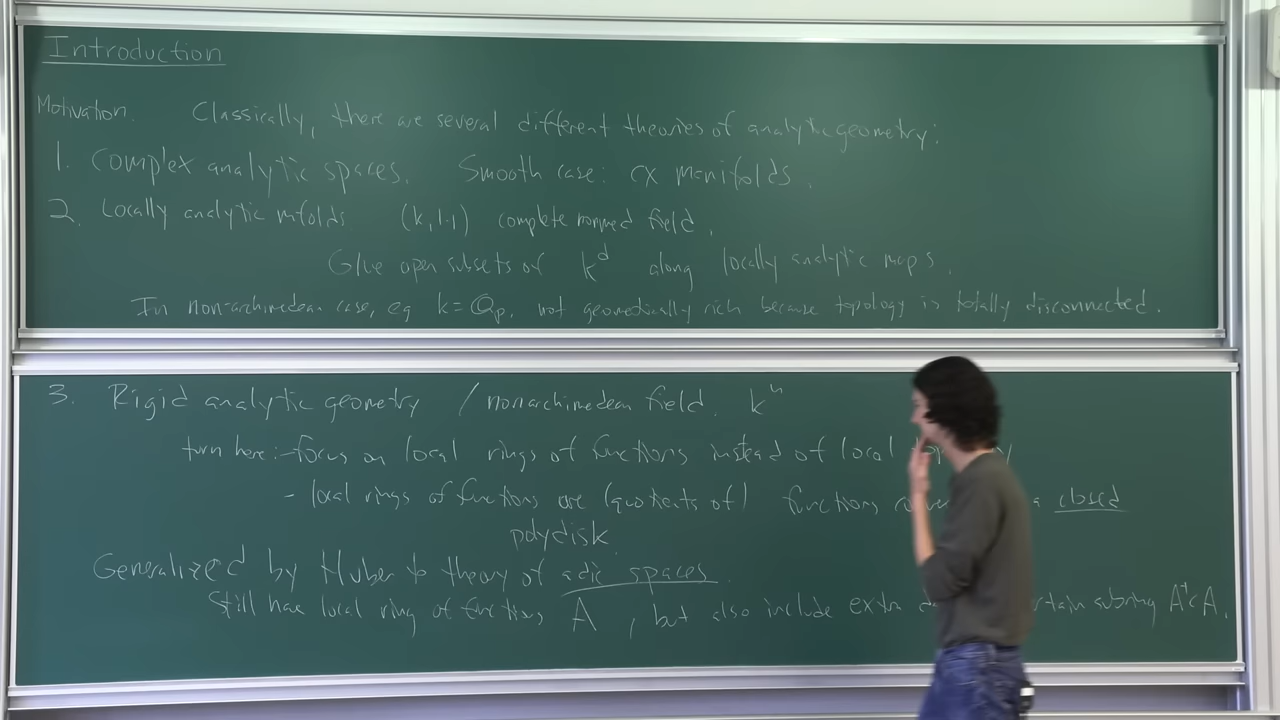 Introduction
Motivation. Classically, there are several different theories of analytic geometry:
1. Complex analytic spaces. Smooth case: cx manifolds.
2. Locally analytic mfolds (k, |·|) complete normed field.
Glue open subsets of k^d along locally analytic maps.
In non-archimedean case, eg k = Q_p, not geometrically rich because topology is totally disconnected.
3. Rigid analytic geometry / nonarchimedean field. k^n
turn here: - focus on local rings of functions instead of local
- local rings of functions are (quotients of) functions a closed
polydisk
Generalized by Huber to theory of adic spaces.
Still have local ring of functions A, but also include extra subring A^+ ⊂ A.